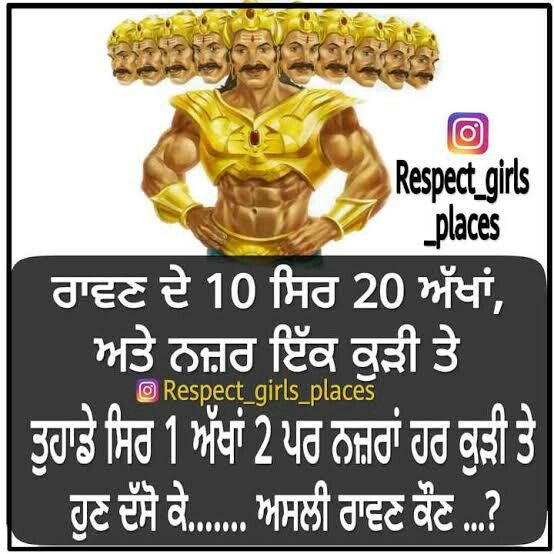 Respect_girls
_places
ਰਾਵਣ ਦੇ 10 ਸਿਰ 20 ਅੱਖਾਂ,
ਅਤੇ ਨਜ਼ਰ ਇੱਕ ਕੁੜੀ ਤੇ
Respect_girls_places
ਤੁਹਾਡੇ ਸਿਰ 1 ਅੱਖਾਂ 2 ਪਰ ਨਜ਼ਰਾਂ ਹਰ ਕੁੜੀ ਤੇ
ਹੁਣ ਦੱਸੋ ਕੇ....... ਅਸਲੀ ਰਾਵਣ ਕੌਣ ...?